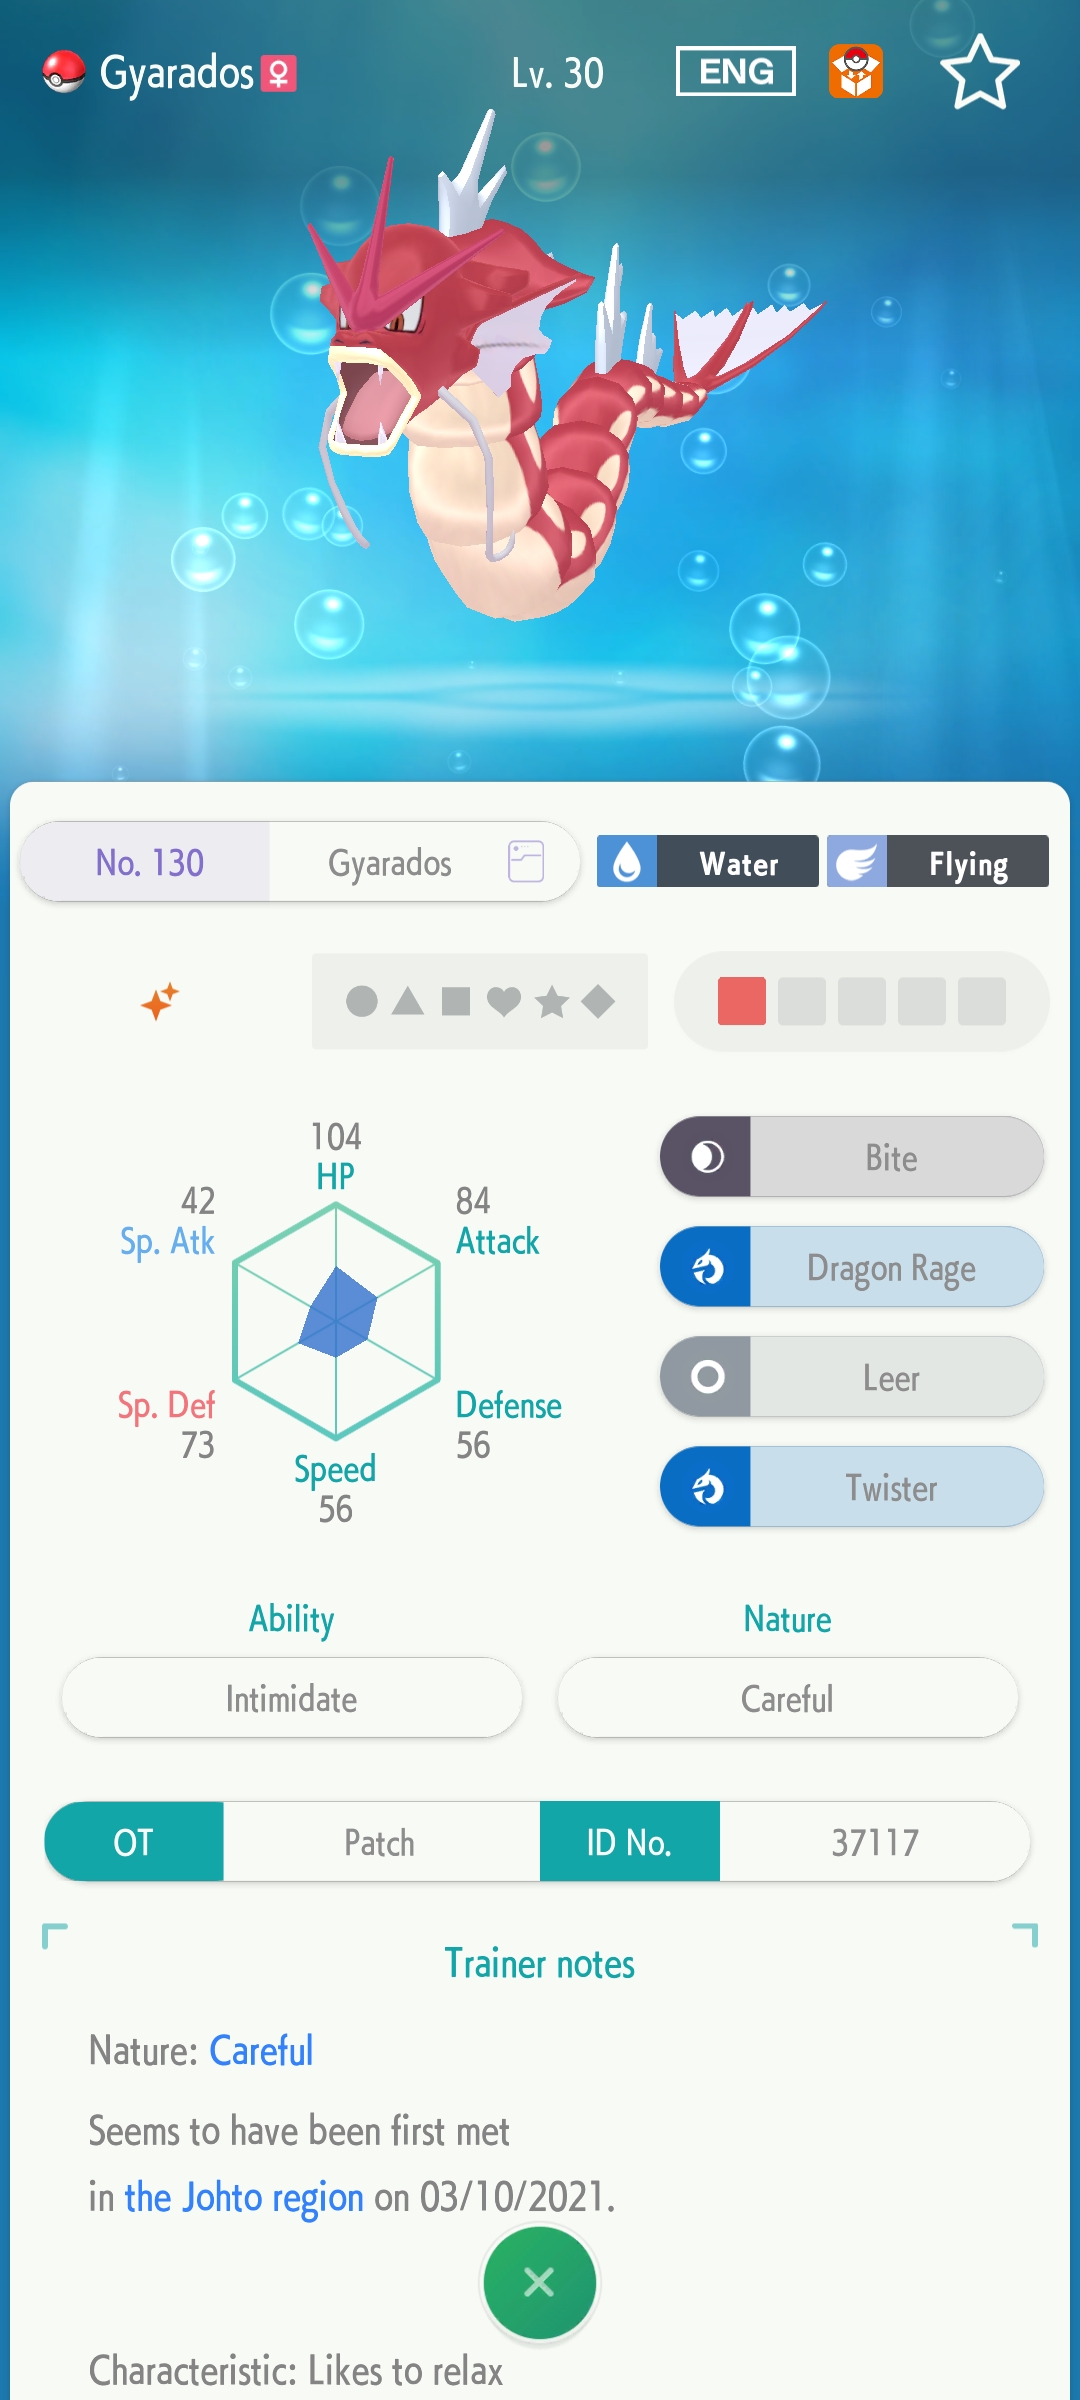 Gyarados♀ Lv. 30 ENG
No. 130 Gyarados Water Flying
104
HP
42
Sp. Atk
84
Attack
Sp. Def
73
Defense
56
Speed
56
Bite
Dragon Rage
Leer
Twister
Ability
Intimidate
Nature
Careful
OT Patch ID No. 37117
Trainer notes
Nature: Careful
Seems to have been first met
in the Johto region on 03/10/2021.
Characteristic: Likes to relax